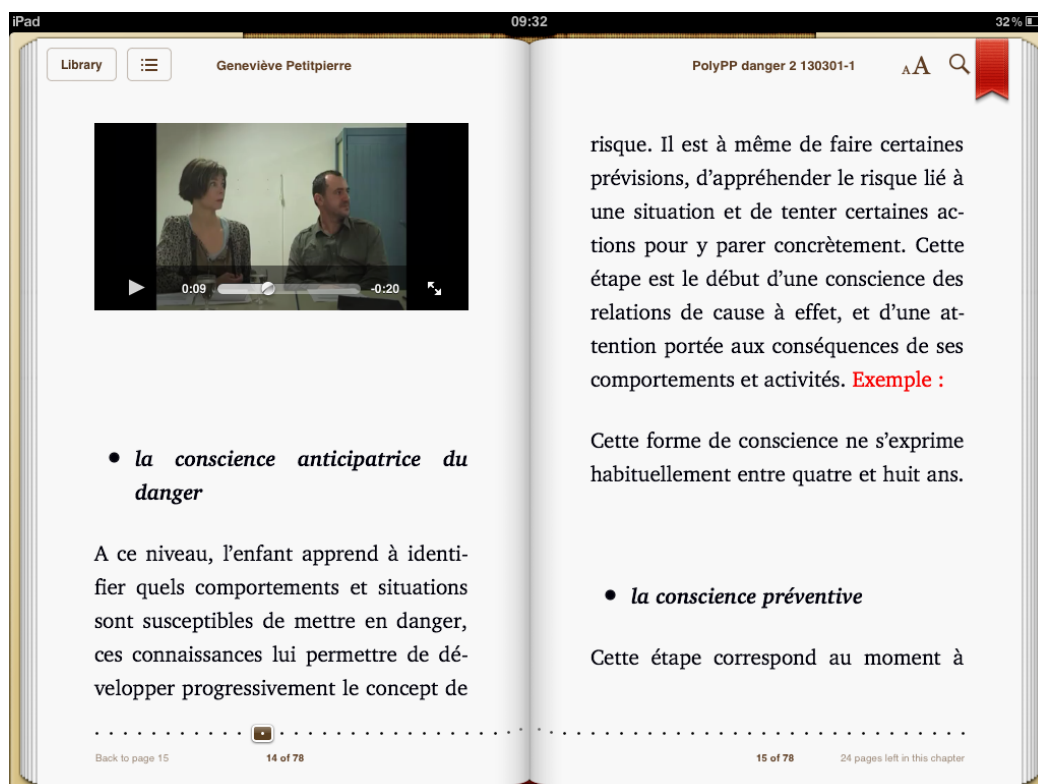 iPad
09:32
32 %
Library
Geneviève Petitpierre
PolyPP danger 2 130301-1
AA
0:09
-0:20
• la conscience anticipatrice du
danger
A ce niveau, l'enfant apprend à identi-
fier quels comportements et situations
sont susceptibles de mettre en danger,
ces connaissances lui permettre de dé-
velopper progressivement le concept de
Back to page 15
14 of 78
risque. Il est à même de faire certaines
prévisions, d'appréhender le risque lié à
une situation et de tenter certaines ac-
tions pour y parer concrètement. Cette
étape est le début d'une conscience des
relations de cause à effet, et d'une at-
tention portée aux conséquences de ses
comportements et activités. Exemple :
Cette forme de conscience ne s'exprime
habituellement entre quatre et huit ans.
• la conscience préventive
Cette étape correspond au moment à
15 of 78
24 pages left in this chapter